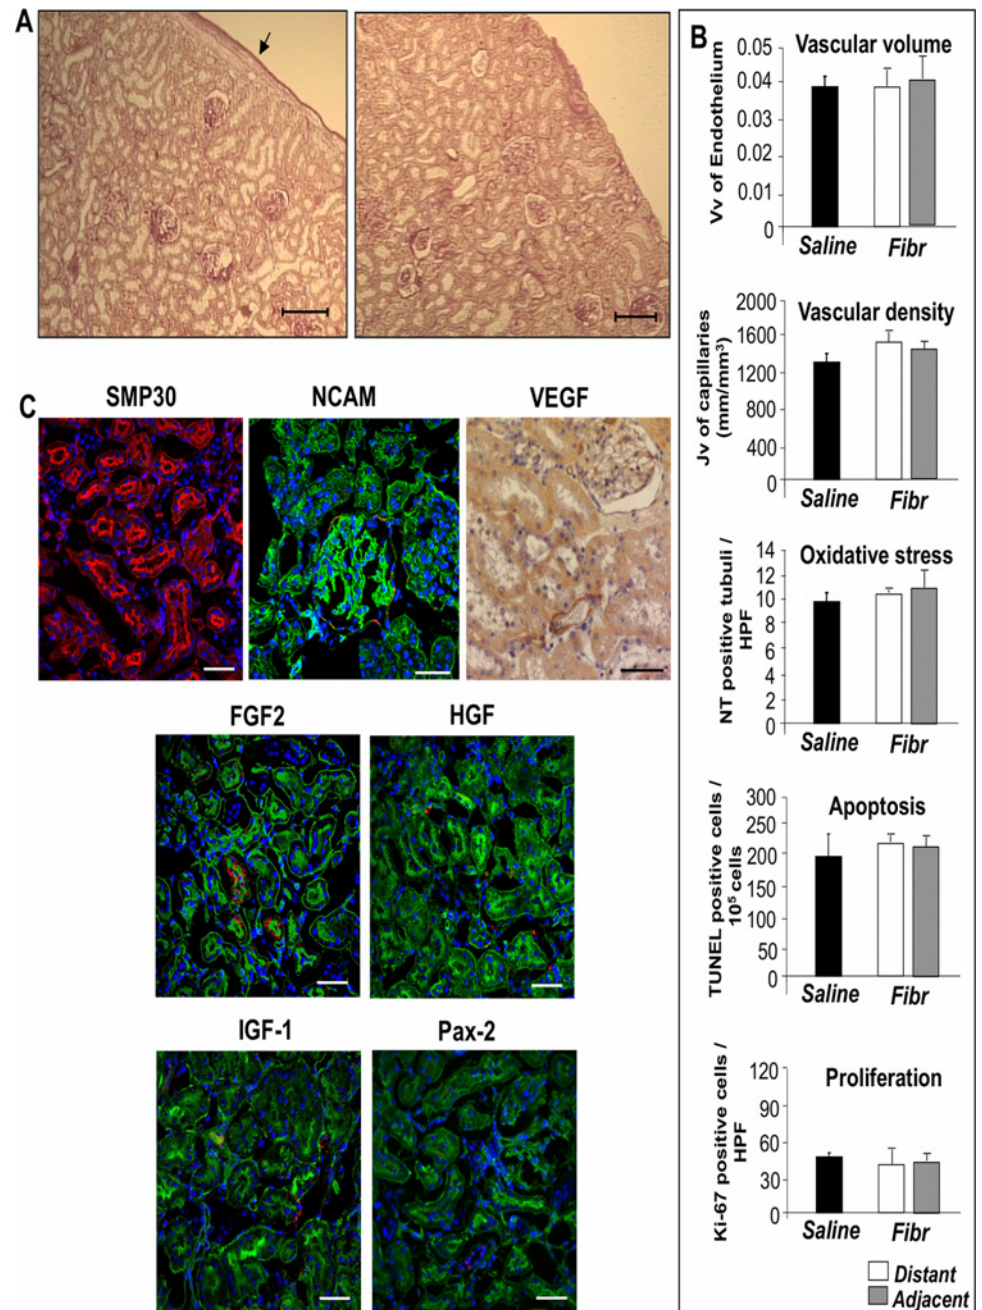 A
B
Vascular volume
Vv of Endothelium
0.05
0.04
0.03
0.02
0.01
0
Saline
Fibr
Vascular density
Jv of capillaries
(mm/mm³)
2000
1600
1200
800
400
0
Saline
Fibr
Oxidative stress
NT positive tubuli /
HPF
14
12
10
8
6
4
2
0
Saline
Fibr
Apoptosis
TUNEL positive cells /
10⁵ cells
300
250
200
150
100
50
0
Saline
Fibr
Proliferation
Ki-67 positive cells /
HPF
120
90
60
30
0
Saline
Fibr
Distant
Adjacent
C
SMP30
NCAM
VEGF
FGF2
HGF
IGF-1
Pax-2